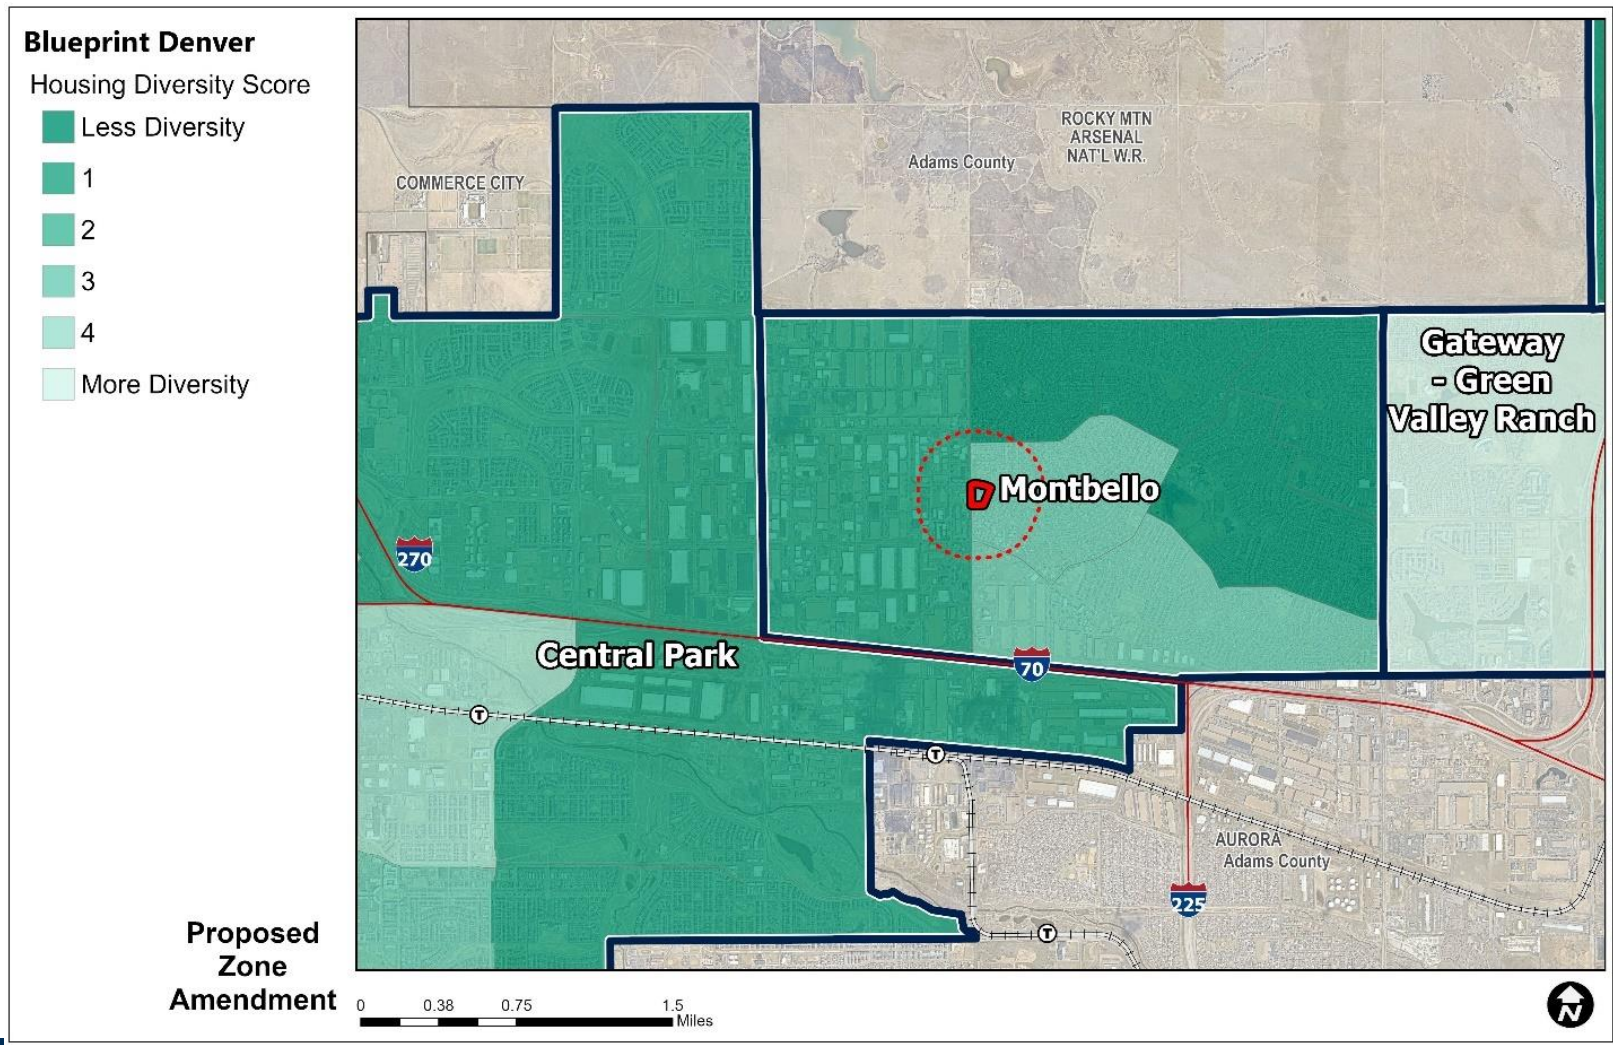 Blueprint Denver
Housing Diversity Score
Less Diversity
1
2
3
4
More Diversity
COMMERCE CITY
Adams County
ROCKY MTN
ARSENAL
NAT'L W.R.
Gateway
- Green
Valley Ranch
Montbello
270
Central Park
70
T
T
AURORA
Adams County
225
T
Proposed
Zone
Amendment
0 0.38 0.75 1.5
Miles
N